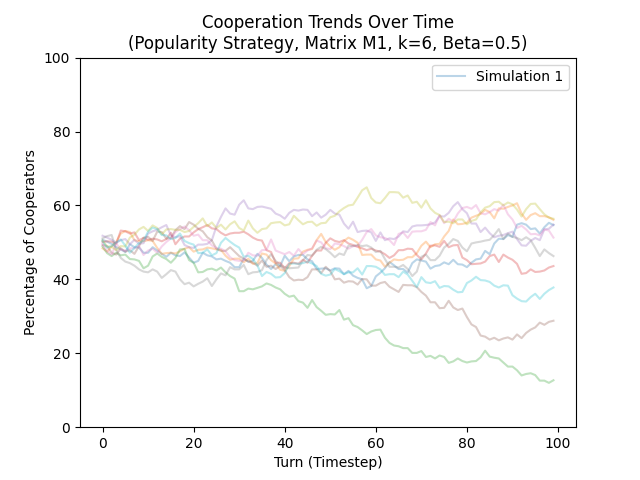 Cooperation Trends Over Time
(Popularity Strategy, Matrix M1, k=6, Beta=0.5)
Simulation 1
Percentage of Cooperators
100
80
60
40
20
0
0 20 40 60 80 100
Turn (Timestep)